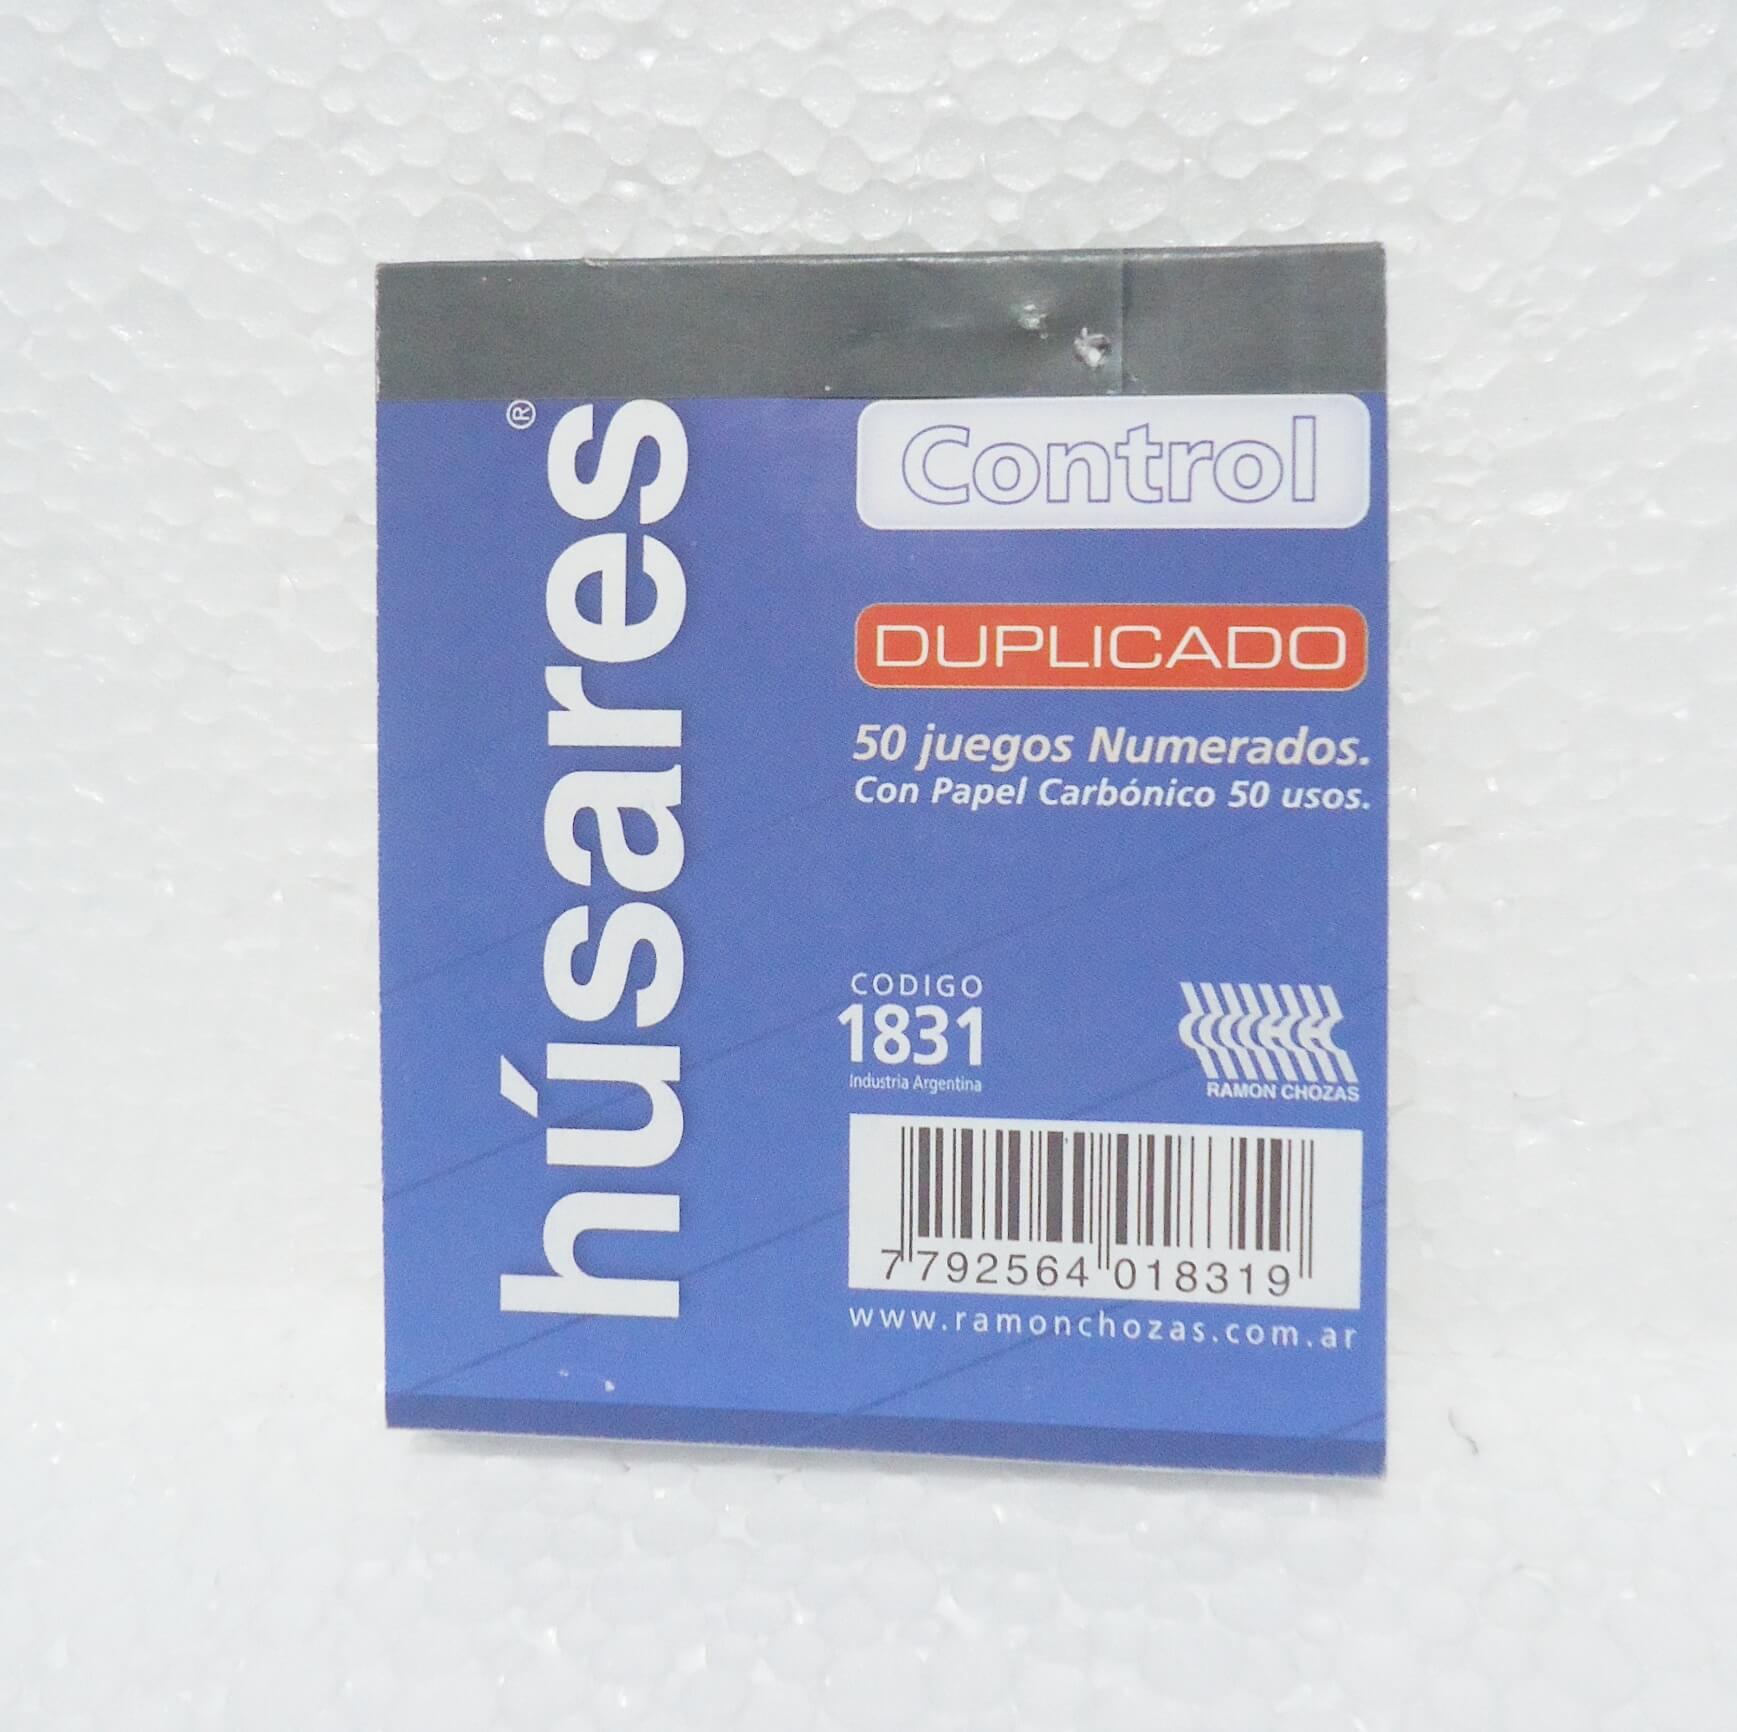 húsares®
Control
DUPLICADO
50 juegos Numerados.
Con Papel Carbónico 50 usos.
CODIGO
1831
Industria Argentina
RAMON CHOZAS
7 792564 018319
www.ramonchozas.com.ar